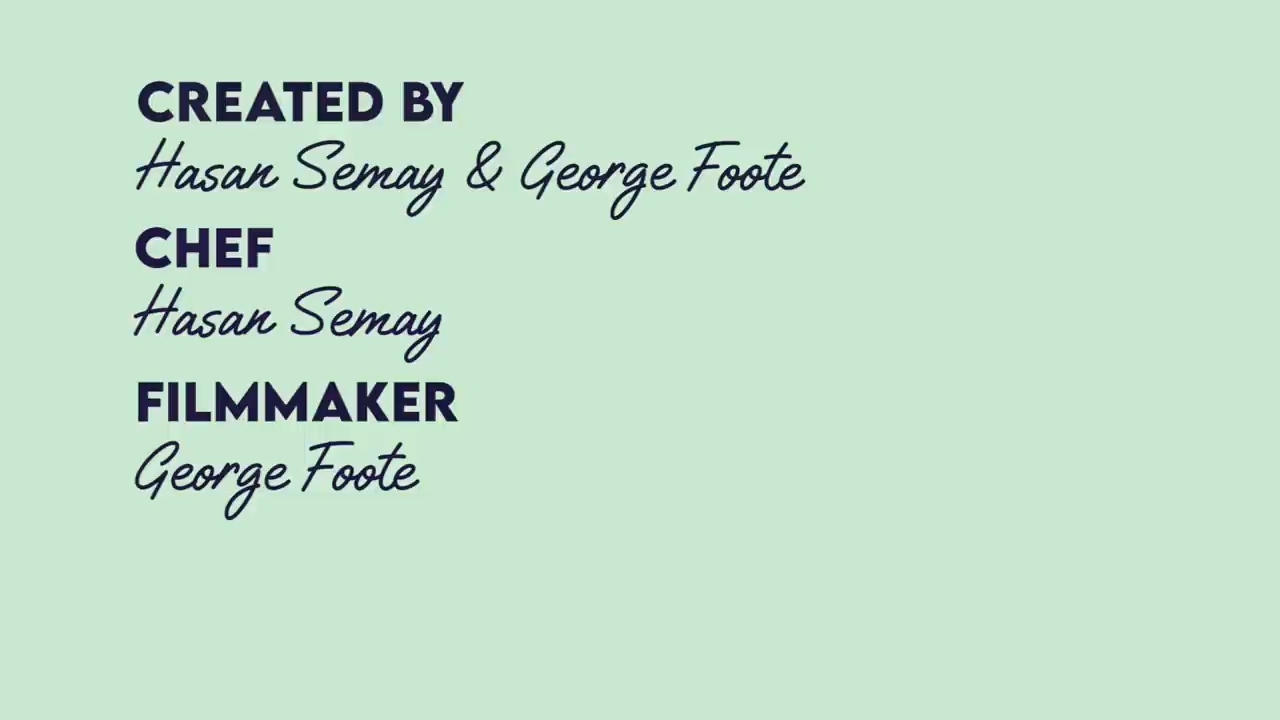 CREATED BY
Hasan Semay & George Foote
CHEF
Hasan Semay
FILMMAKER
George Foote